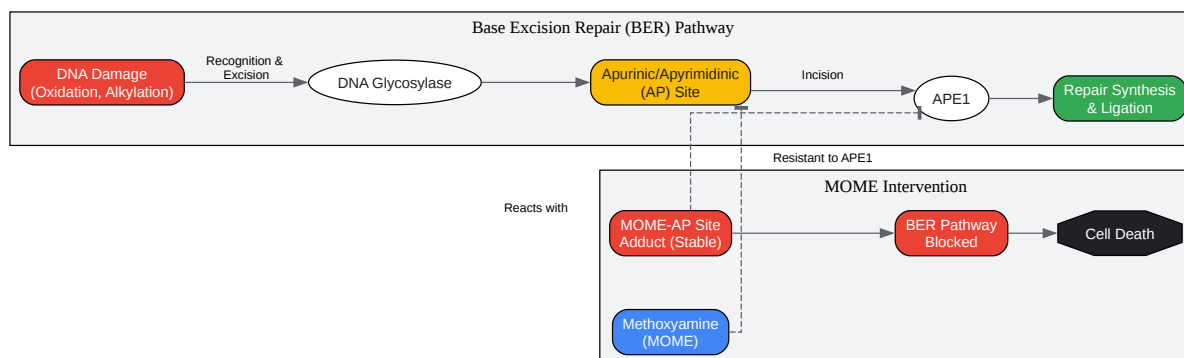 Base Excision Repair (BER) Pathway
DNA Damage
(Oxidation, Alkylation)
Recognition &
Excision
DNA Glycosylase
Apurinic/Apyrimidinic
(AP) Site
Incision
APE1
Repair Synthesis
& Ligation
Resistant to APE1
MOME Intervention
Reacts with
MOME-AP Site
Adduct (Stable)
BER Pathway
Blocked
Cell Death
Methoxyamine
(MOME)